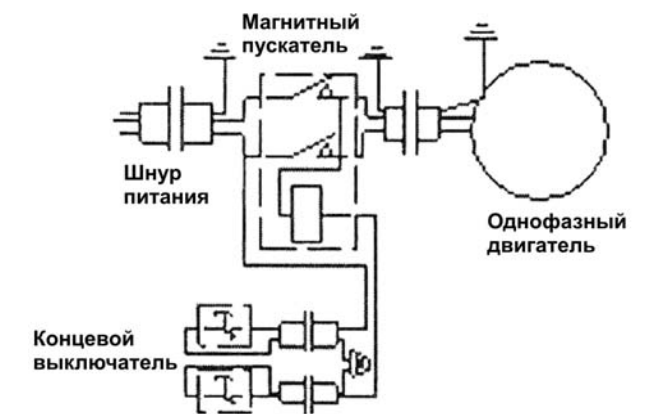 Магнитный
пускатель
Шнур
питания
Однофазный
двигатель
Концевой
выключатель